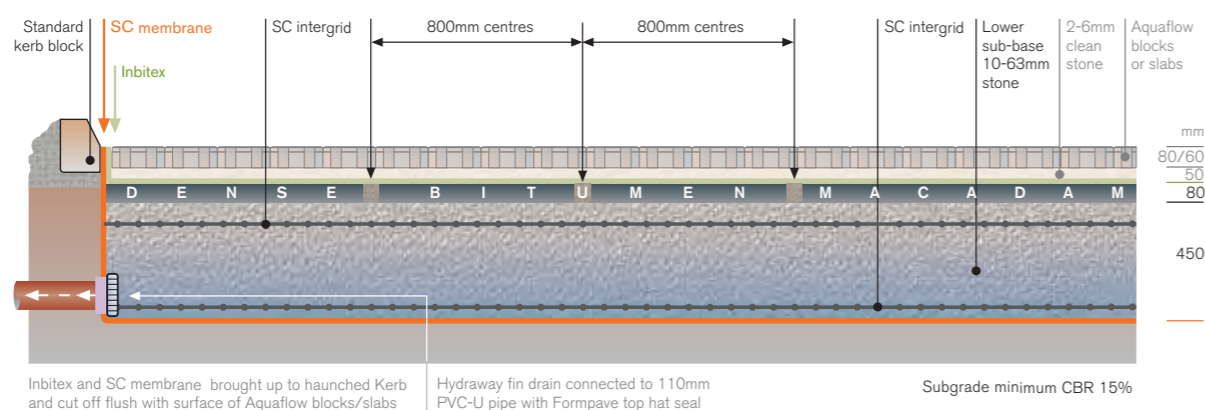 Standard
kerb block
SC membrane
Inbitex
SC intergrid
800mm centres
800mm centres
SC intergrid
Lower
sub-base
10-63mm
stone
2-6mm
clean
stone
Aquaflow
blocks
or slabs
mm
80/60
50
80
450
D E N S E B I T U M E N M A C A D A M
Inbitex and SC membrane brought up to haunched Kerb
and cut off flush with surface of Aquaflow blocks/slabs
Hydraway fin drain connected to 110mm
PVC-U pipe with Formpave top hat seal
Subgrade minimum CBR 15%